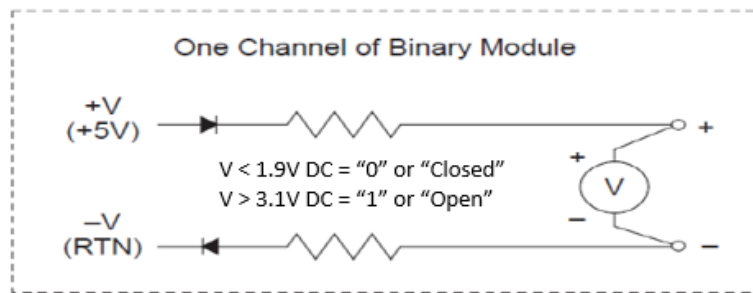 One Channel of Binary Module
+V
(+5V)
+
+
V < 1.9V DC = “0” or “Closed”
V
V > 3.1V DC = “1” or “Open”
–
–V
(RTN)
–